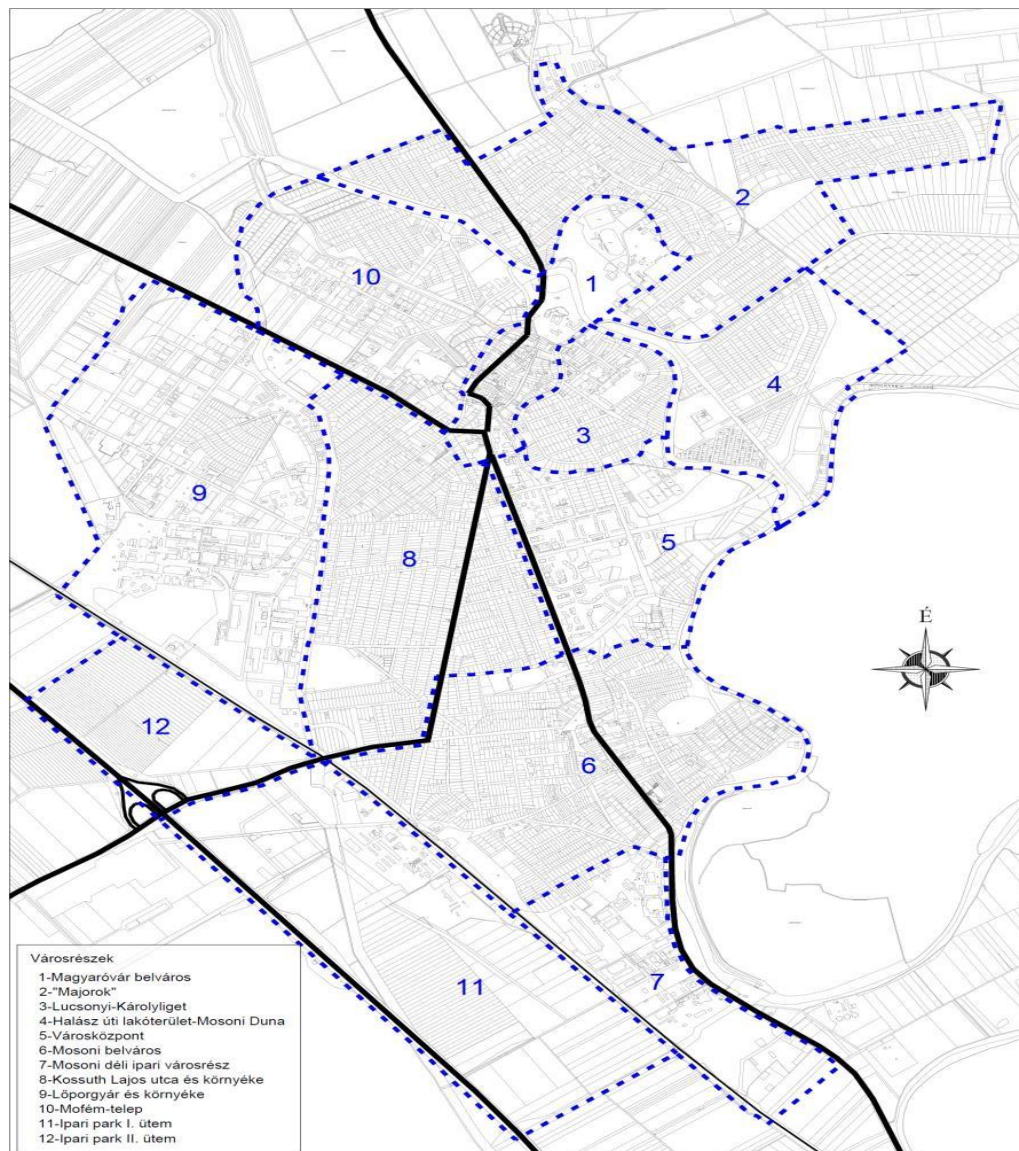 2
1
10
4
3
9
5
8
É
12
6
7
11
Városrészek
1-Magyaróvár belváros
2-"Majorok"
3-Lucsonyi-Károlyliget
4-Halász úti lakóterület-Mosoni Duna
5-Városközpont
6-Mosoni belváros
7-Mosoni déli ipari városrész
8-Kossuth Lajos utca és környéke
9-Lőporgyár és környéke
10-Mofém-telep
11-Ipari park I. ütem
12-Ipari park II. ütem